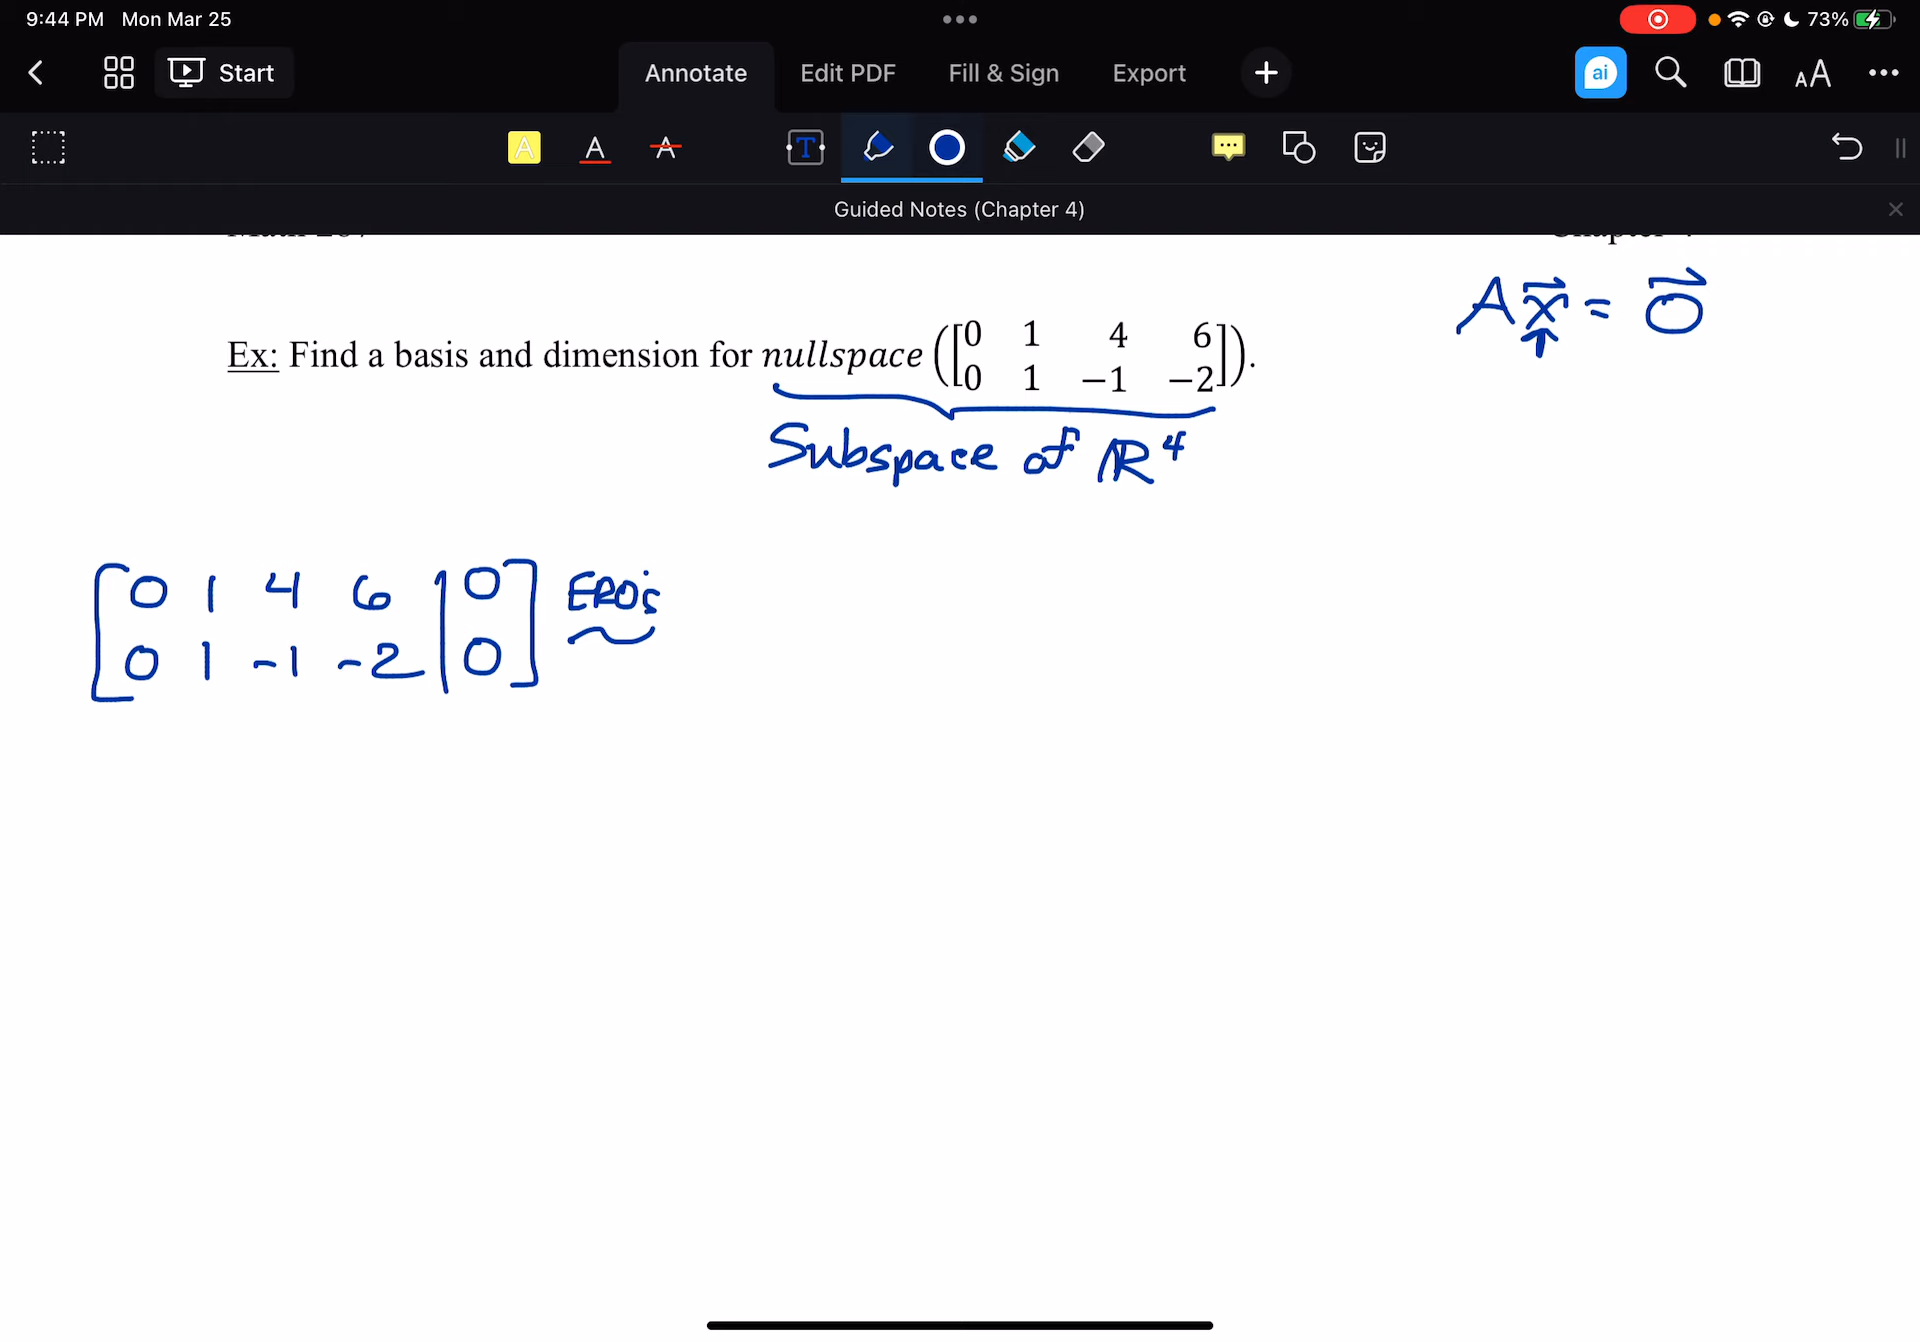 9:44 PM Mon Mar 25
73%
Start
Annotate
Edit PDF
Fill & Sign
Export
ai
AA
A A A T
Guided Notes (Chapter 4)
Ex: Find a basis and dimension for nullspace ([0 1 4 6
0 1 −1 −2]).
Ax⃗ = 0⃗
Subspace of ℝ⁴
[0 1 4 6 | 0
0 1 -1 -2 | 0] ERO's